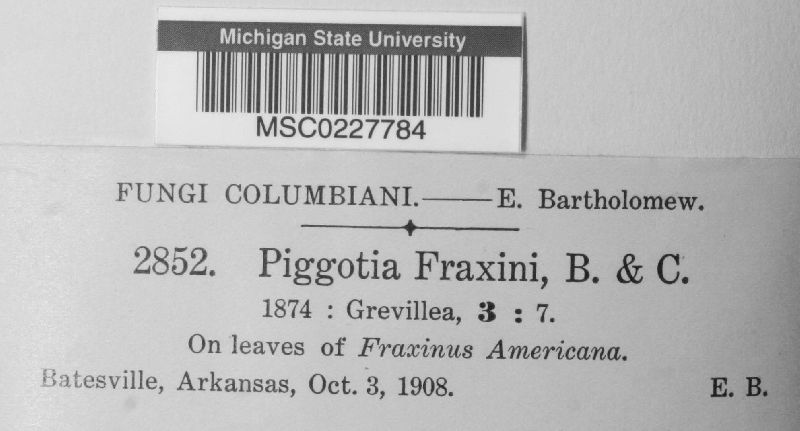 Michigan State University
MSC0227784
FUNGI COLUMBIANI.——E. Bartholomew.
2852. Piggotia Fraxini, B. & C.
1874 : Grevillea, 3 : 7.
On leaves of Fraxinus Americana.
Batesville, Arkansas, Oct. 3, 1908. E. B.